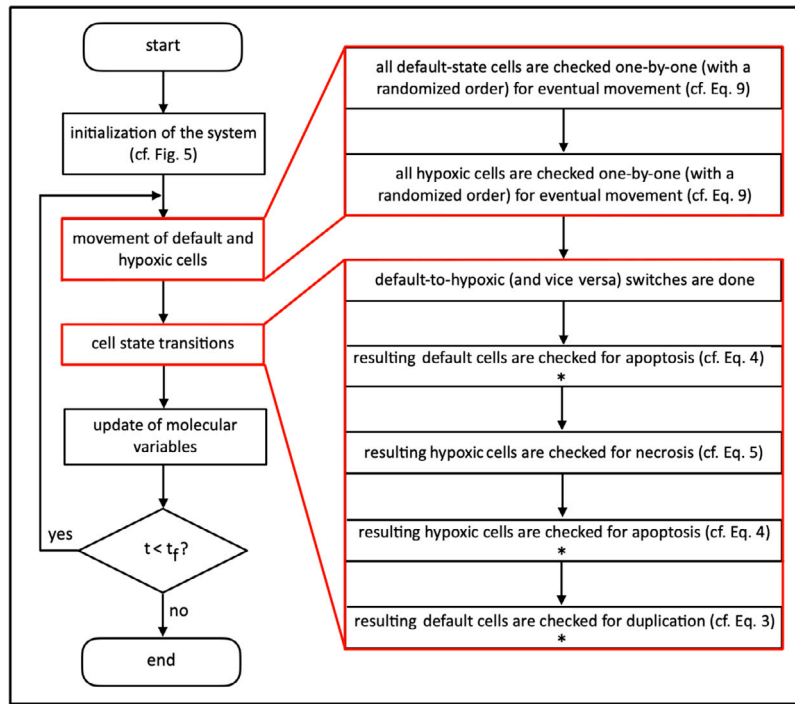 start
initialization of the system
(cf. Fig. 5)
movement of default and
hypoxic cells
cell state transitions
update of molecular
variables
t < tf?
yes
no
end
all default-state cells are checked one-by-one (with a
randomized order) for eventual movement (cf. Eq. 9)
all hypoxic cells are checked one-by-one (with a
randomized order) for eventual movement (cf. Eq. 9)
default-to-hypoxic (and vice versa) switches are done
resulting default cells are checked for apoptosis (cf. Eq. 4)
*
resulting hypoxic cells are checked for necrosis (cf. Eq. 5)
resulting hypoxic cells are checked for apoptosis (cf. Eq. 4)
*
resulting default cells are checked for duplication (cf. Eq. 3)
*